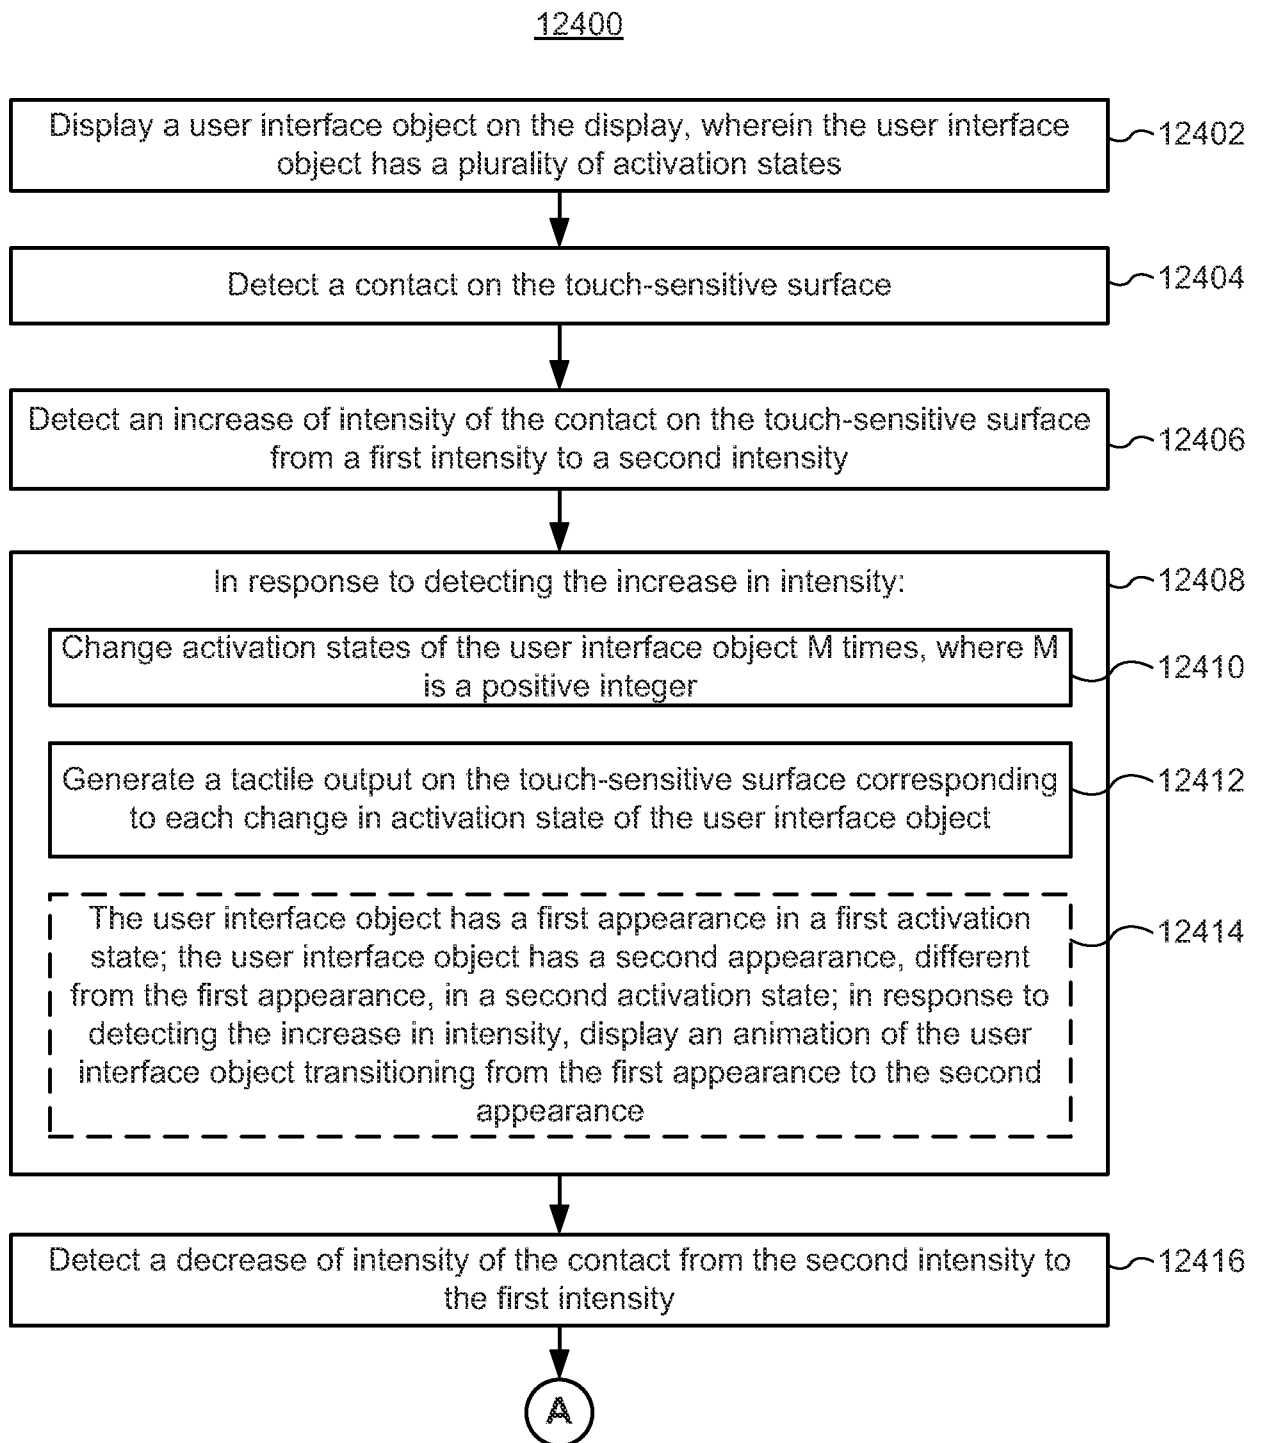 12400
Display a user interface object on the display, wherein the user interface
object has a plurality of activation states
12402
Detect a contact on the touch-sensitive surface
12404
Detect an increase of intensity of the contact on the touch-sensitive surface
from a first intensity to a second intensity
12406
In response to detecting the increase in intensity:
12408
Change activation states of the user interface object M times, where M
is a positive integer
12410
Generate a tactile output on the touch-sensitive surface corresponding
to each change in activation state of the user interface object
12412
The user interface object has a first appearance in a first activation
state; the user interface object has a second appearance, different
from the first appearance, in a second activation state; in response to
detecting the increase in intensity, display an animation of the user
interface object transitioning from the first appearance to the second
appearance
12414
Detect a decrease of intensity of the contact from the second intensity to
the first intensity
12416
A